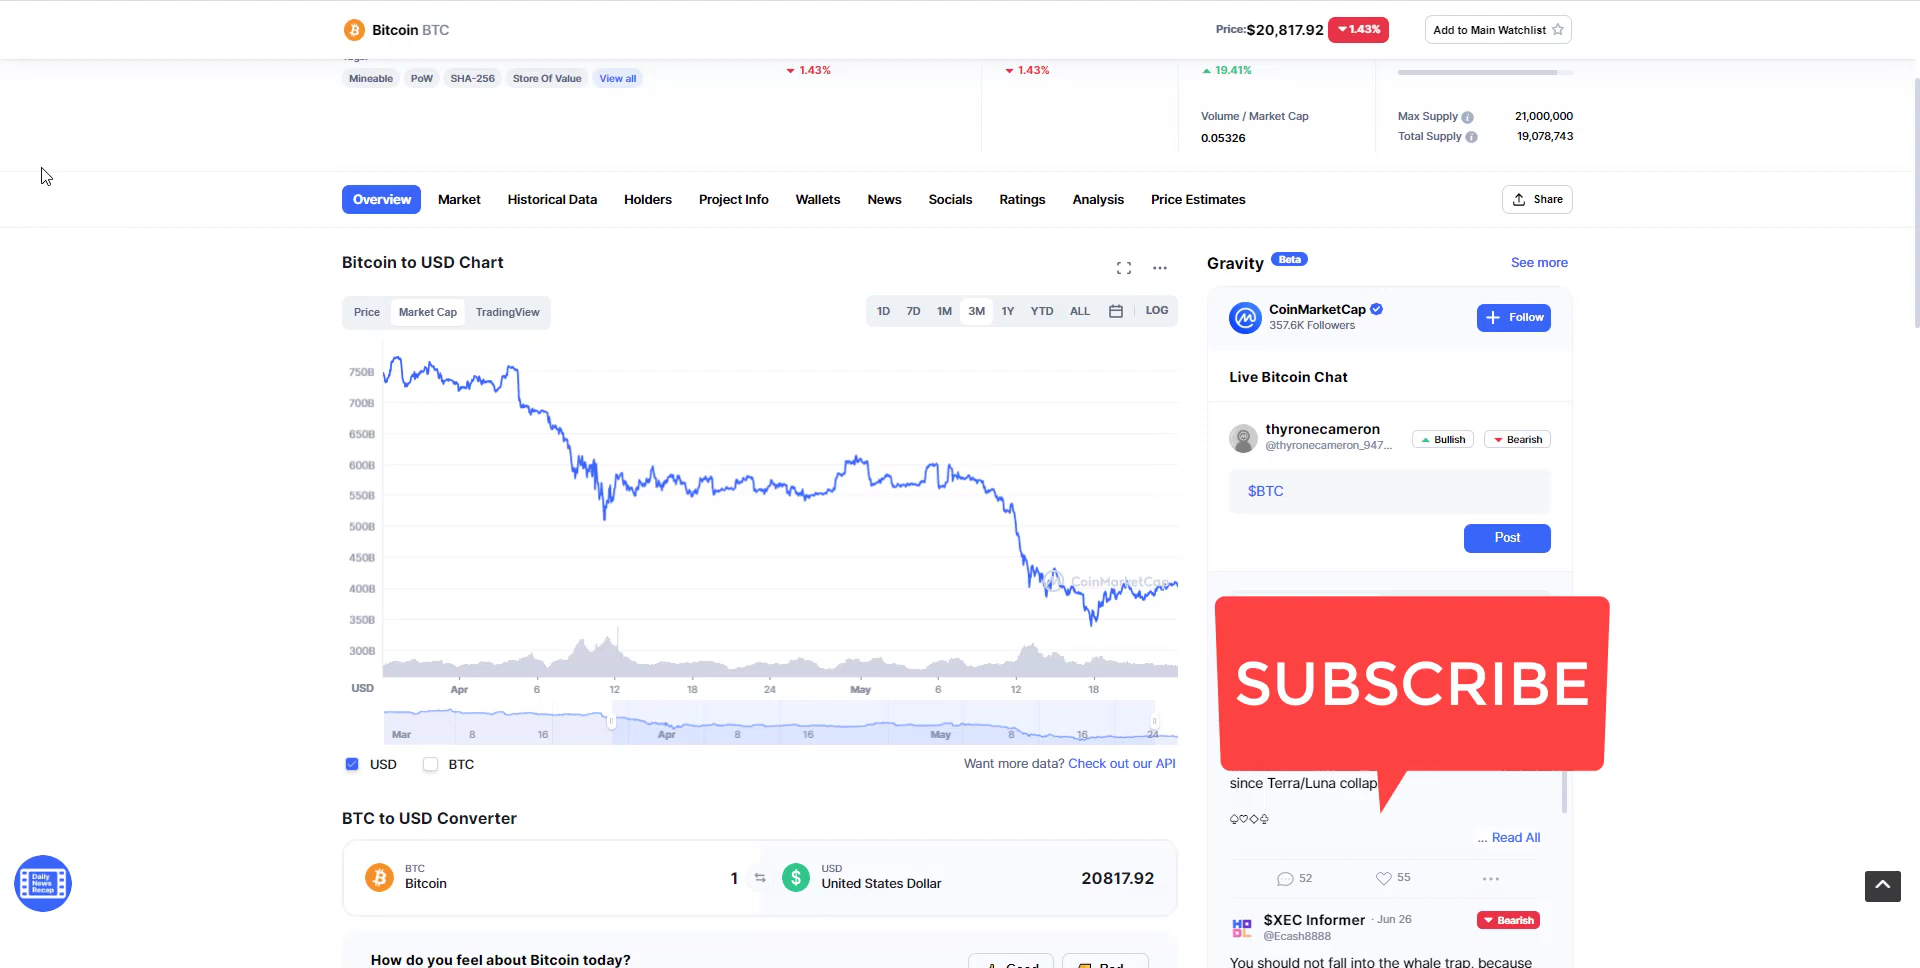 Bitcoin BTC
Price:$20,817.92 1.43%
Add to Main Watchlist
Mineable PoW SHA-256 Store Of Value View all
1.43%
1.43%
19.41%
Volume / Market Cap
0.05326
Max Supply 21,000,000
Total Supply 19,078,743
Overview Market Historical Data Holders Project Info Wallets News Socials Ratings Analysis Price Estimates
Share
Bitcoin to USD Chart
Price Market Cap TradingView
1D 7D 1M 3M 1Y YTD ALL LOG
750B
700B
650B
600B
550B
500B
450B
400B
350B
300B
CoinMarketCap
USD Apr 6 12 18 24 May 6 12 18
Mar 8 16 Apr 8 16 May 8 16 24
USD BTC
Want more data? Check out our API
BTC to USD Converter
BTC
Bitcoin
1
USD
United States Dollar
20817.92
How do you feel about Bitcoin today?
Good Bad
Daily
News
Recap
Gravity Beta
See more
CoinMarketCap
357.6K Followers
Follow
Live Bitcoin Chat
thyronecameron
@thyronecameron_947...
Bullish Bearish
$BTC
Post
SUBSCRIBE
since Terra/Luna collap
... Read All
52 55
HODL
$XEC Informer · Jun 26
@Ecash8888
Bearish
You should not fall into the whale trap, because